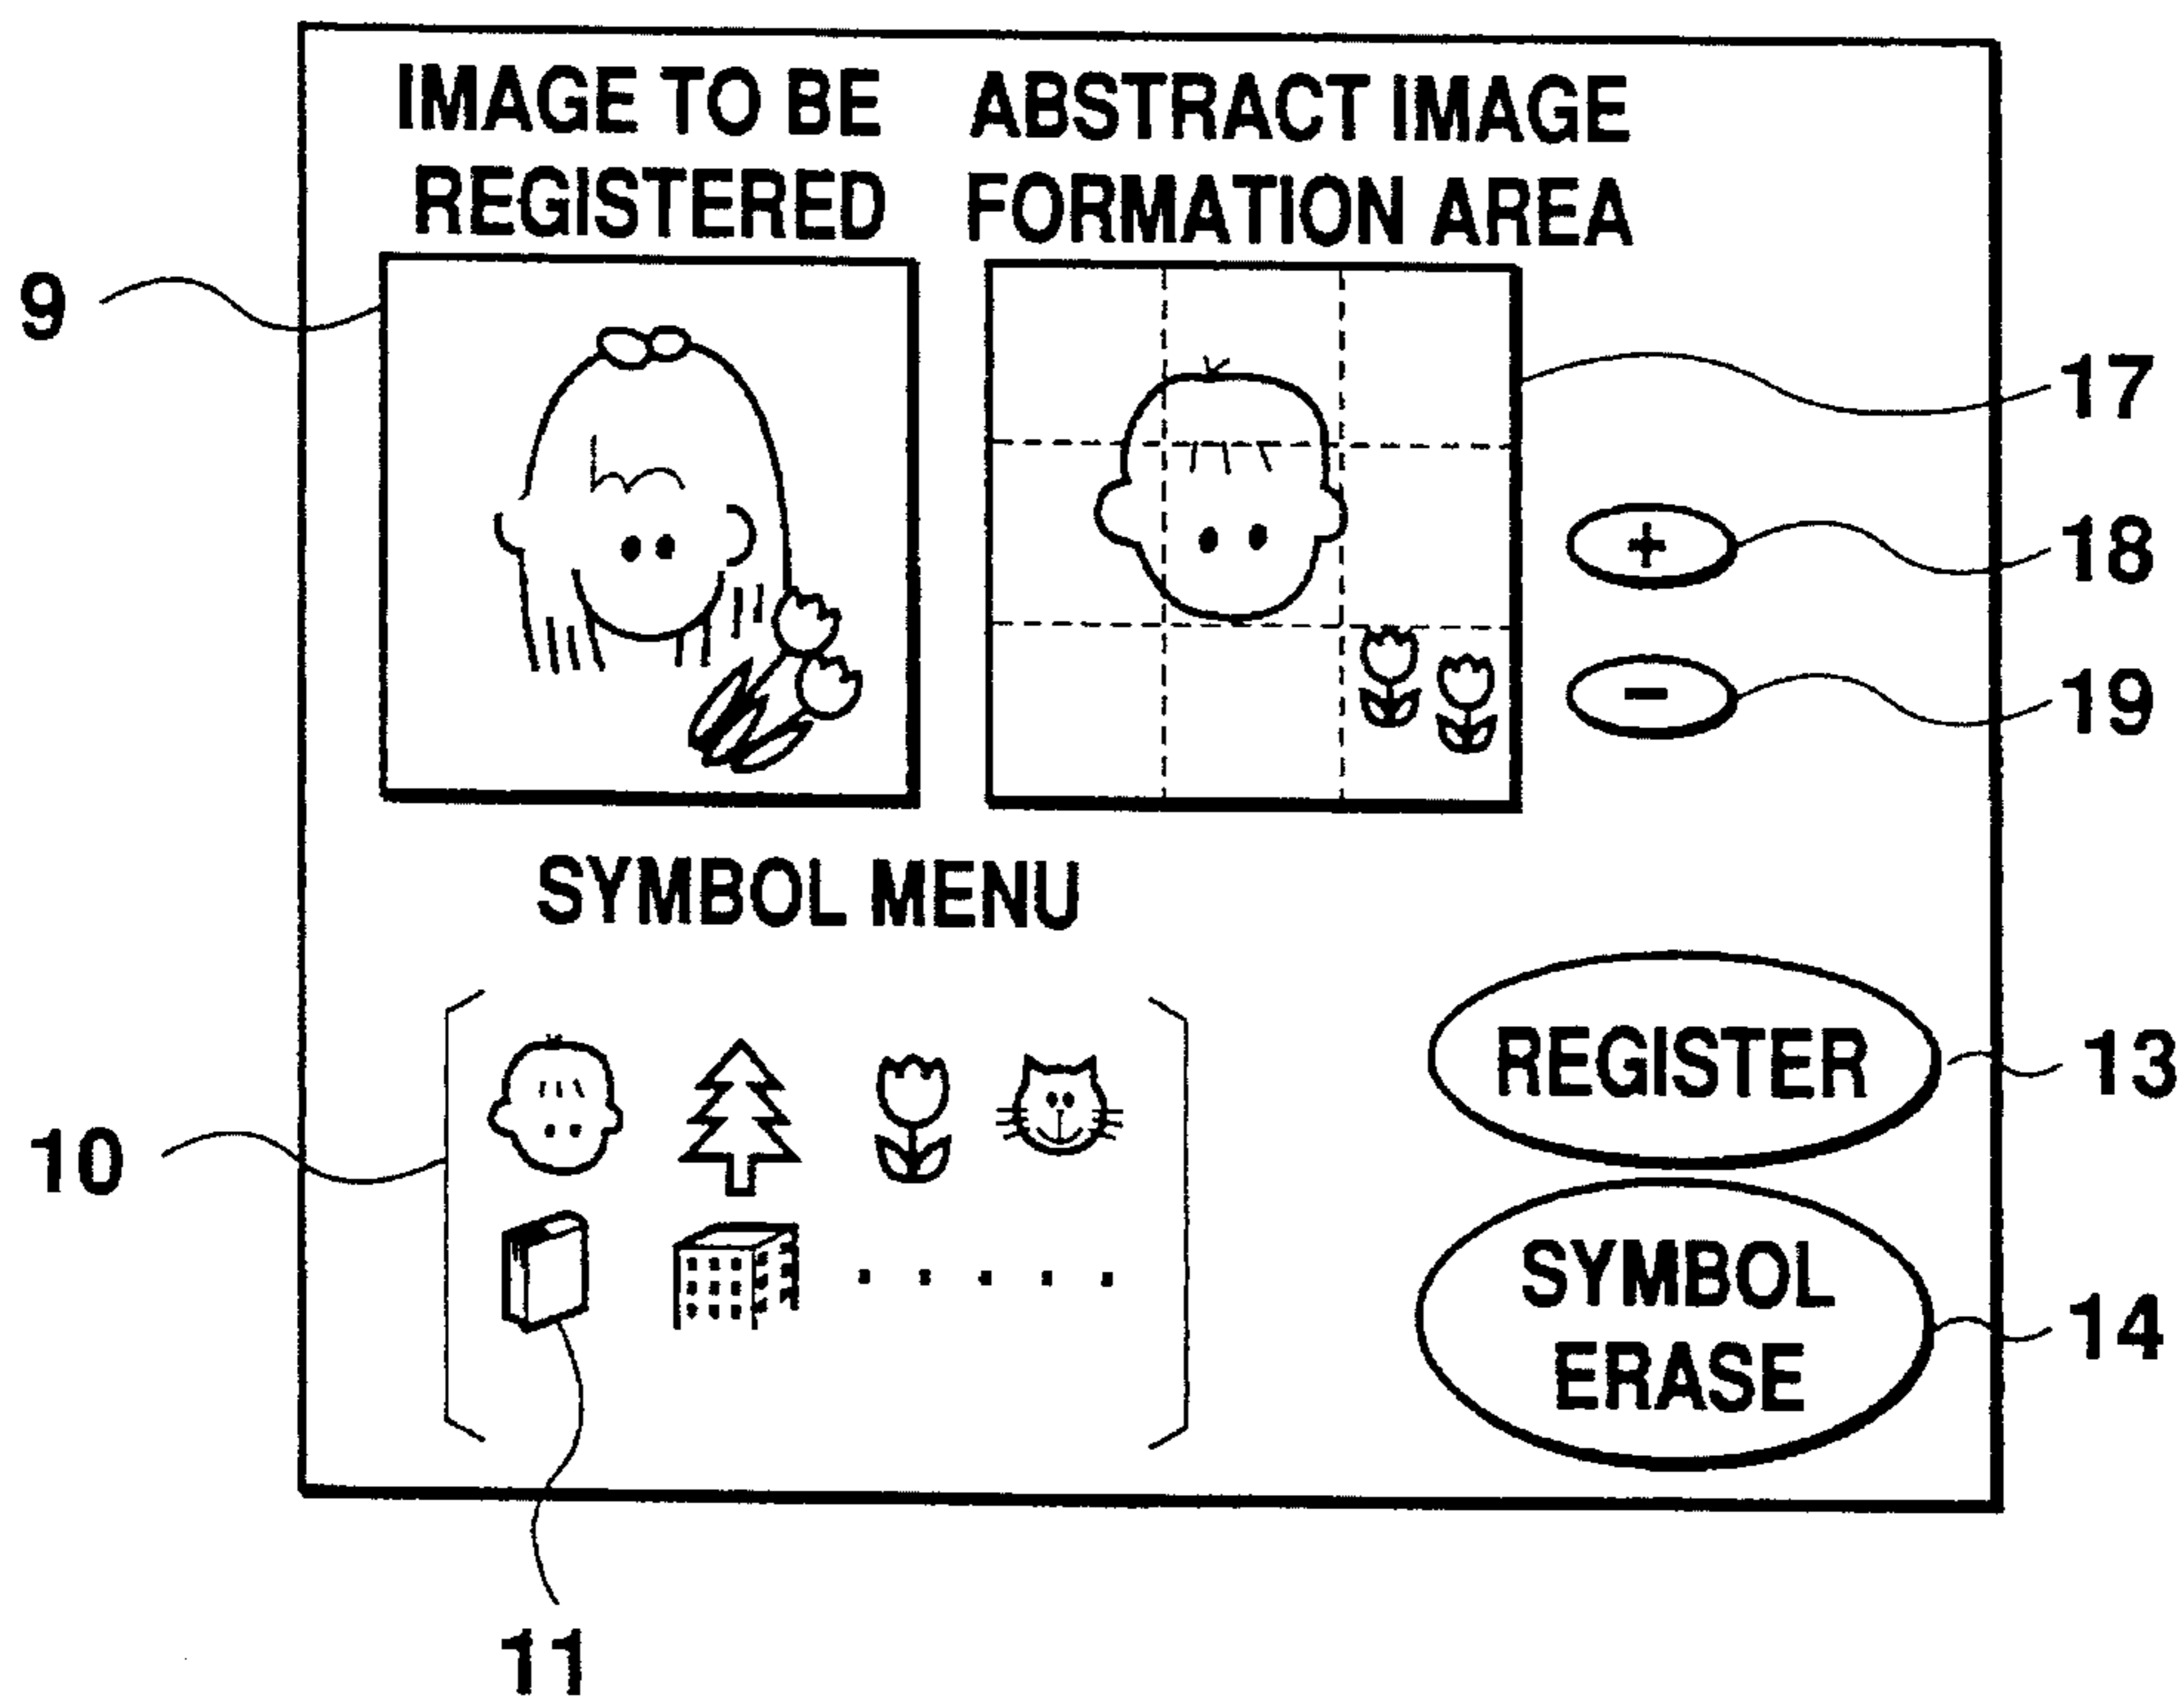 IMAGE TO BE
REGISTERED
ABSTRACT IMAGE
FORMATION AREA
9
17
+
18
-
19
SYMBOL MENU
10
11
REGISTER
13
SYMBOL
ERASE
14